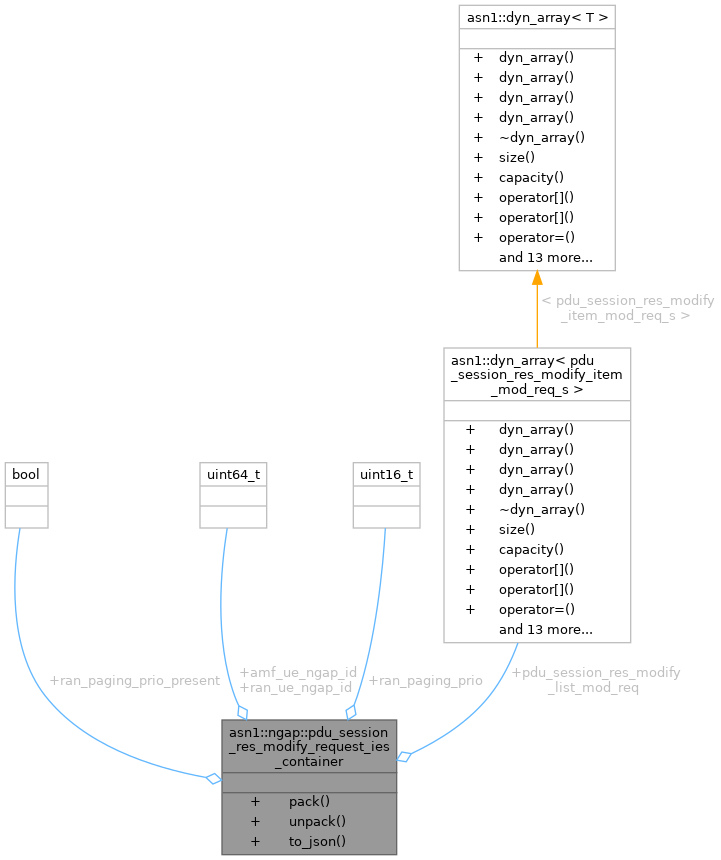 asn1::dyn_array< T >
+ dyn_array()
+ dyn_array()
+ dyn_array()
+ dyn_array()
+ ~dyn_array()
+ size()
+ capacity()
+ operator[]()
+ operator[]()
+ operator=()
and 13 more...
< pdu_session_res_modify
_item_mod_req_s >
asn1::dyn_array< pdu
_session_res_modify_item
_mod_req_s >
+ dyn_array()
+ dyn_array()
+ dyn_array()
+ dyn_array()
+ ~dyn_array()
+ size()
+ capacity()
+ operator[]()
+ operator[]()
+ operator=()
and 13 more...
bool
uint64_t
uint16_t
+ran_paging_prio_present
+amf_ue_ngap_id
+ran_ue_ngap_id
+ran_paging_prio
+pdu_session_res_modify
_list_mod_req
asn1::ngap::pdu_session
_res_modify_request_ies
_container
+ pack()
+ unpack()
+ to_json()